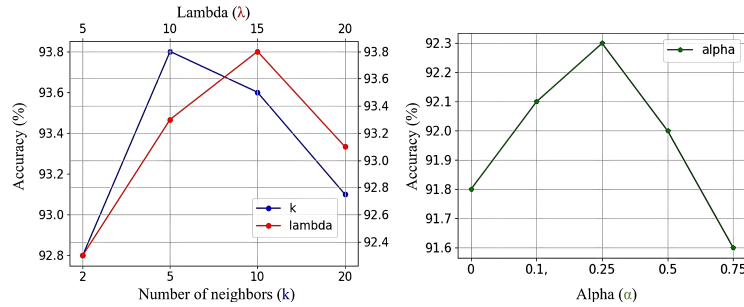 Lambda (λ)
5 10 15 20
93.8
93.6
93.4
93.2
93.0
92.8
Accuracy (%)
93.8
93.6
93.4
93.2
93.0
92.8
92.6
92.4
k
lambda
2 5 10 20
Number of neighbors (k)
92.3
92.2
92.1
92.0
91.8
91.7
91.6
Accuracy (%)
alpha
0 0.1, 0.25 0.5 0.75
Alpha (α)